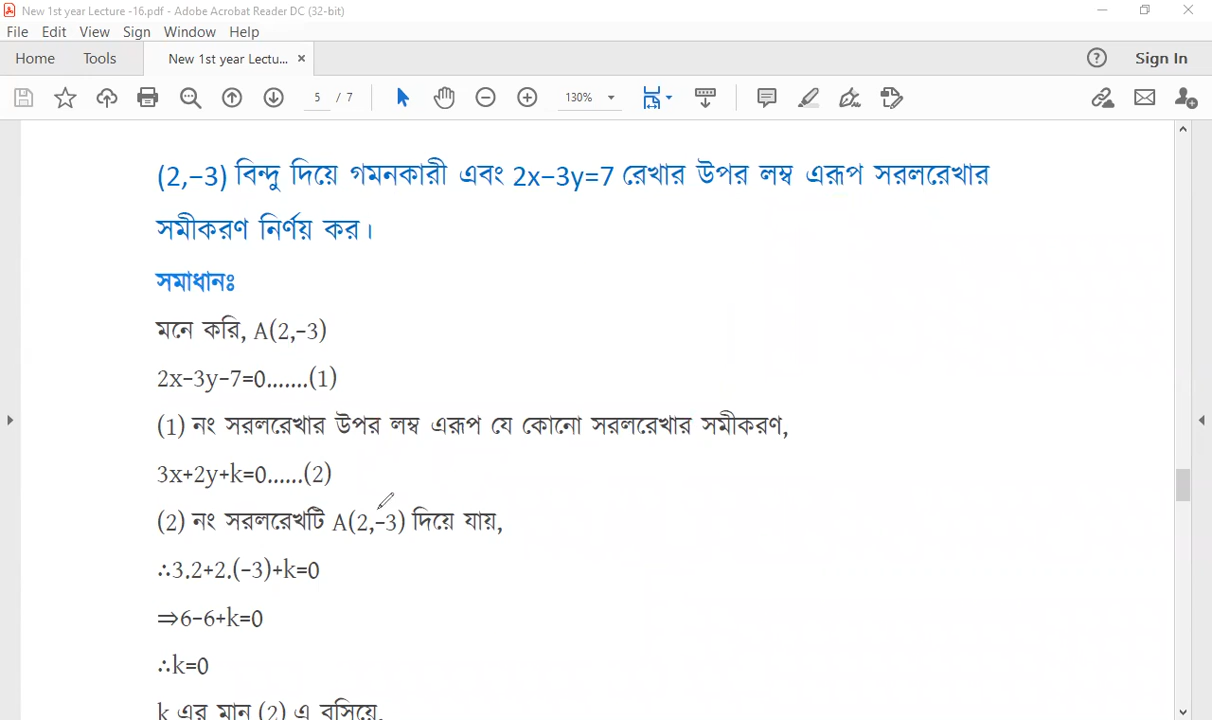 New 1st year Lecture -16.pdf - Adobe Acrobat Reader DC (32-bit)
File Edit View Sign Window Help
Home Tools New 1st year Lectu... × Sign In
5 / 7 130%
(2,−3) বিন্দু দিয়ে গমনকারী এবং 2x−3y=7 রেখার উপর লম্ব এরূপ সরলরেখার
সমীকরণ নির্ণয় কর।
সমাধানঃ
মনে করি, A(2,−3)
2x−3y−7=0.......(1)
(1) নং সরলরেখার উপর লম্ব এরূপ যে কোনো সরলরেখার সমীকরণ,
3x+2y+k=0......(2)
(2) নং সরলরেখটি A(2,−3) দিয়ে যায়,
∴3.2+2.(−3)+k=0
⇒6−6+k=0
∴k=0
k এর মান (2) এ বসিয়ে,